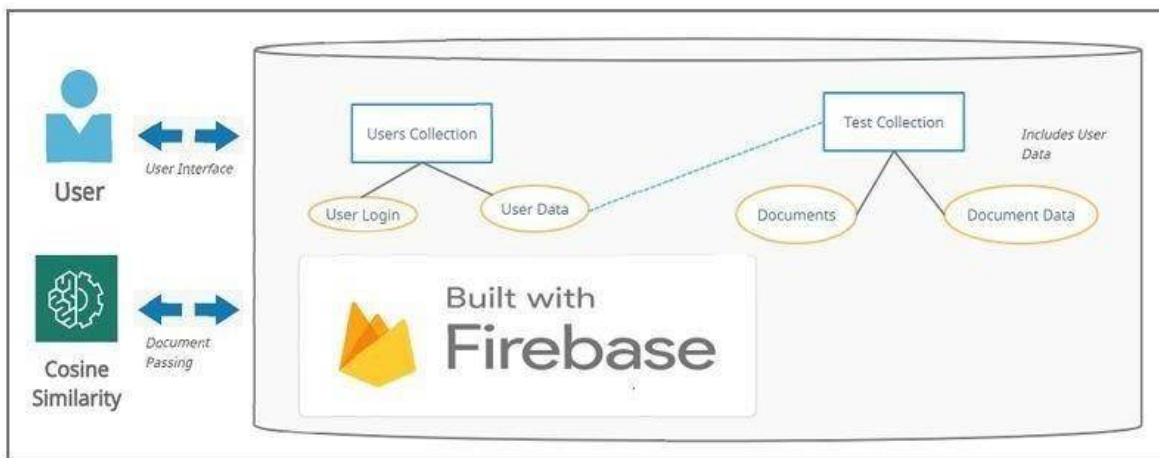 User Interface
User
Cosine
Similarity
Document
Passing
Users Collection
User Login
User Data
Test Collection
Documents
Document Data
Includes User
Data
Built with
Firebase